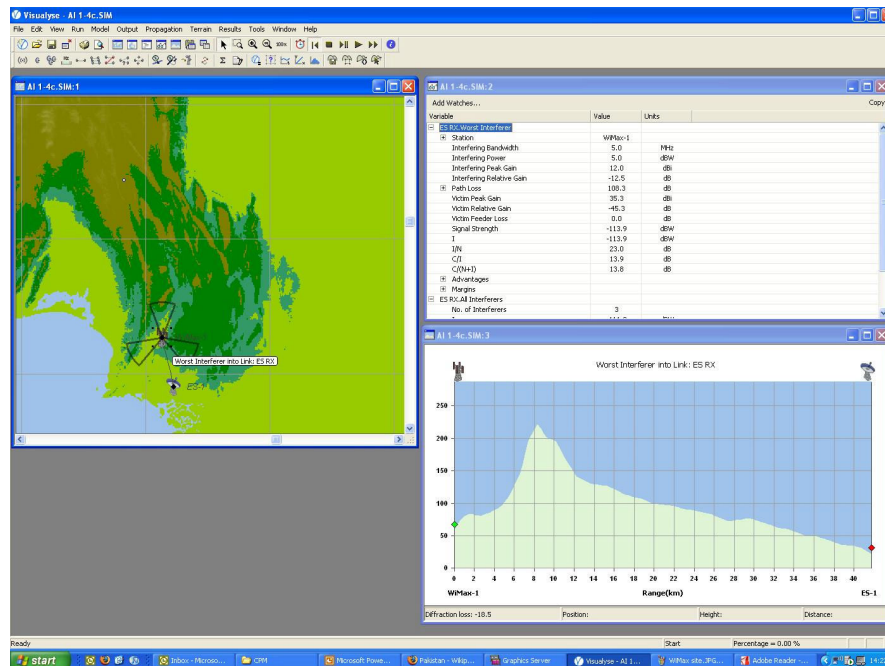 Visualyse - AI 1-4c.SIM
File Edit View Run Model Output Propagation Terrain Results Tools Window Help
AI 1-4c.SIM:1
Worst Interferer into Link: ES RX
ES-1
AI 1-4c.SIM:2
Add Watches... Copy
Variable Value Units
ES RX.Worst Interferer
Station WiMax-1
Interfering Bandwidth 5.0 MHz
Interfering Power 5.0 dBW
Interfering Peak Gain 12.0 dBi
Interfering Relative Gain -12.5 dB
Path Loss 108.3 dB
Victim Peak Gain 35.3 dBi
Victim Relative Gain -45.3 dB
Victim Feeder Loss 0.0 dB
Signal Strength -113.9 dBW
I -113.9 dBW
I/N 23.0 dB
C/I 13.9 dB
C/(N+I) 13.8 dB
Advantages
Margins
ES RX.All Interferers
No. of Interferers 3
AI 1-4c.SIM:3
Worst Interferer into Link: ES RX
250
200
150
100
50
0
0 2 4 6 8 10 12 14 16 18 20 22 24 26 28 30 32 34 36 38 40
WiMax-1 Range(km) ES-1
Diffraction loss: -18.5 Position: Height: Distance:
Ready Start Percentage = 0.00 %
start Inbox - Microso... CPM Microsoft Powe... Pakistan - Wikip... Graphics Server Visualyse - AI 1... WiMax site.JPG... Adobe Reader -...